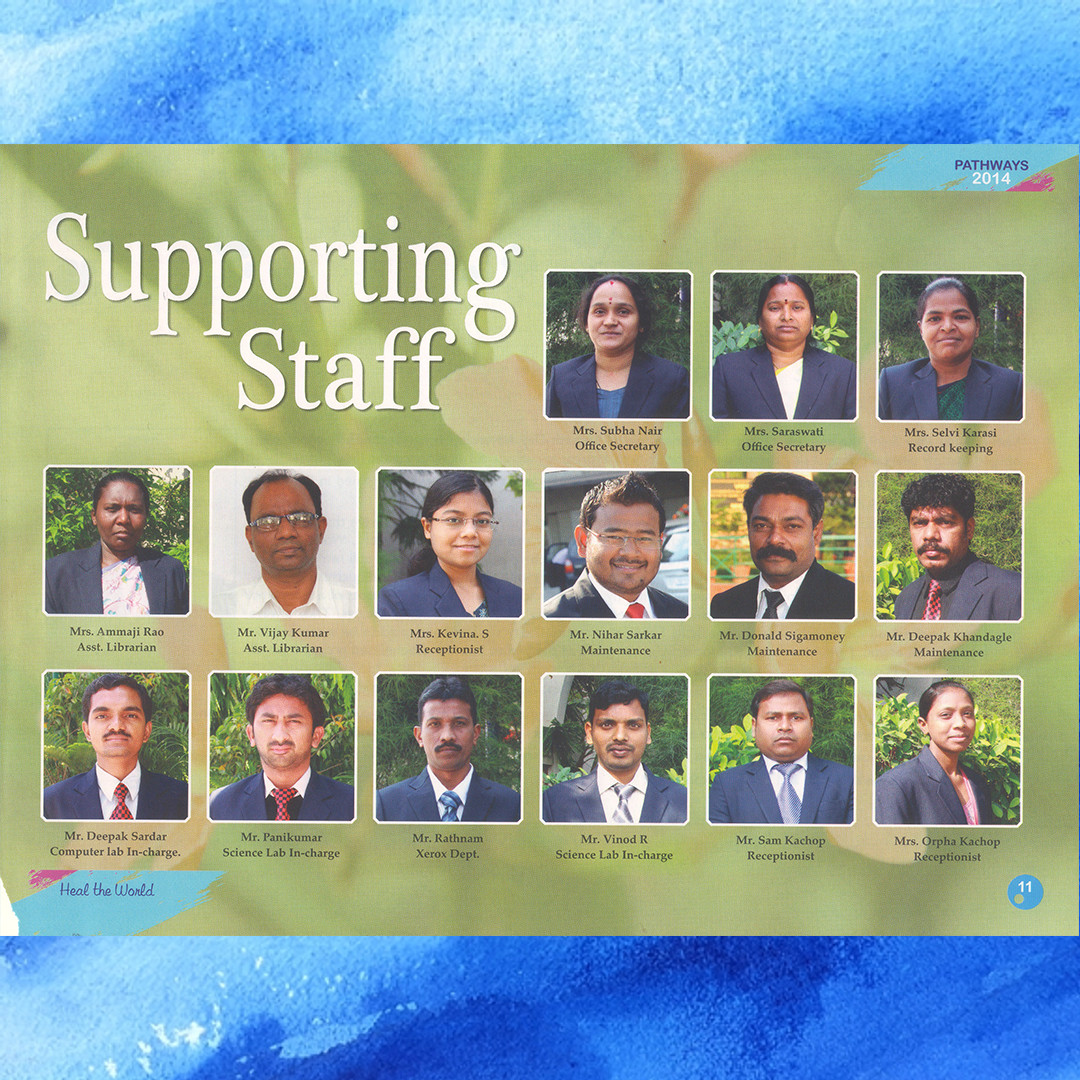 PATHWAYS
2014
Supporting
Staff
Mrs. Subha Nair
Office Secretary
Mrs. Saraswati
Office Secretary
Mrs. Selvi Karasi
Record keeping
Mrs. Ammaji Rao
Asst. Librarian
Mr. Vijay Kumar
Asst. Librarian
Mrs. Kevina. S
Receptionist
Mr. Nihar Sarkar
Maintenance
Mr. Donald Sigamoney
Maintenance
Mr. Deepak Khandagle
Maintenance
Mr. Deepak Sardar
Computer lab In-charge.
Mr. Panikumar
Science Lab In-charge
Mr. Rathnam
Xerox Dept.
Mr. Vinod R
Science Lab In-charge
Mr. Sam Kachop
Receptionist
Mrs. Orpha Kachop
Receptionist
Heal the World
11